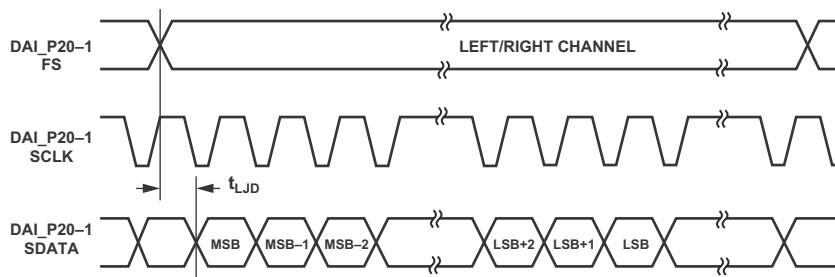 DAI_P20–1
FS
LEFT/RIGHT CHANNEL
DAI_P20–1
SCLK
tLJD
DAI_P20–1
SDATA
MSB
MSB–1
MSB–2
LSB+2
LSB+1
LSB